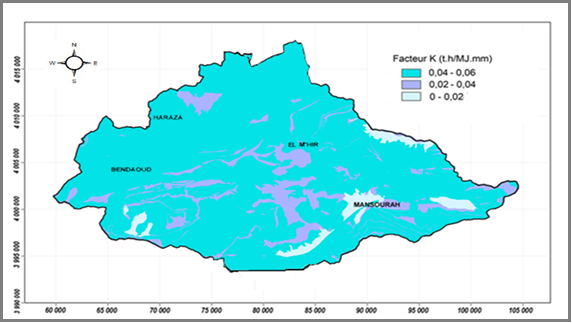 N
W E
S
Facteur K (t.h/MJ.mm)
0,04 - 0,06
0,02 - 0,04
0 - 0,02
HARAZA
EL M'HIR
BENDAOUD
MANSOURAH
4 015 000
4 010 000
4 005 000
4 000 000
3 995 000
3 990 000
60 000 65 000 70 000 75 000 80 000 85 000 90 000 95 000 100 000 105 000